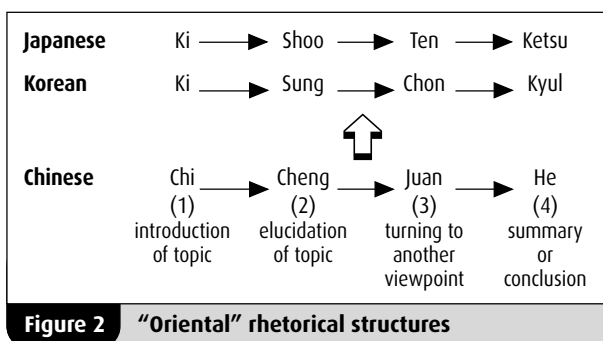 Japanese Ki Shoo Ten Ketsu
Korean Ki Sung Chon Kyul
Chinese Chi Cheng Juan He
(1) (2) (3) (4)
introduction elucidation turning to summary
of topic of topic another or
viewpoint conclusion
Figure 2 "Oriental" rhetorical structures